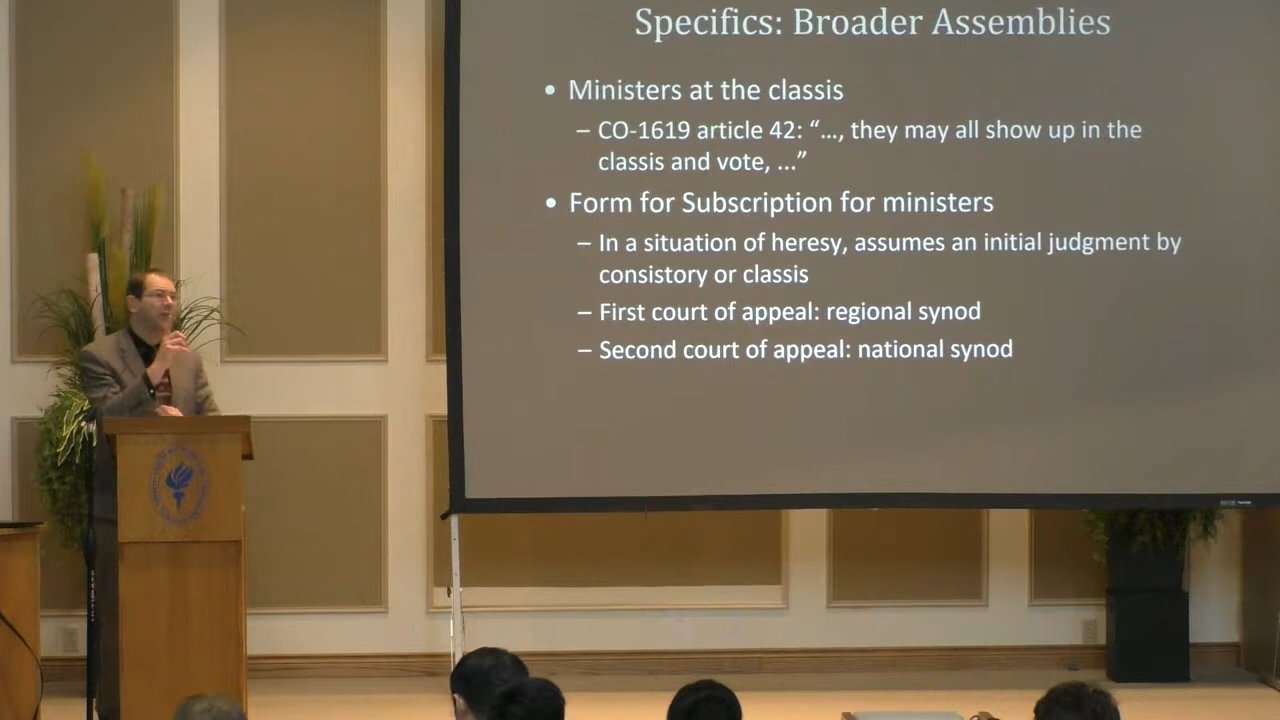 Specifics: Broader Assemblies
• Ministers at the classis
– CO-1619 article 42: “…, they may all show up in the
classis and vote, ...”
• Form for Subscription for ministers
– In a situation of heresy, assumes an initial judgment by
consistory or classis
– First court of appeal: regional synod
– Second court of appeal: national synod